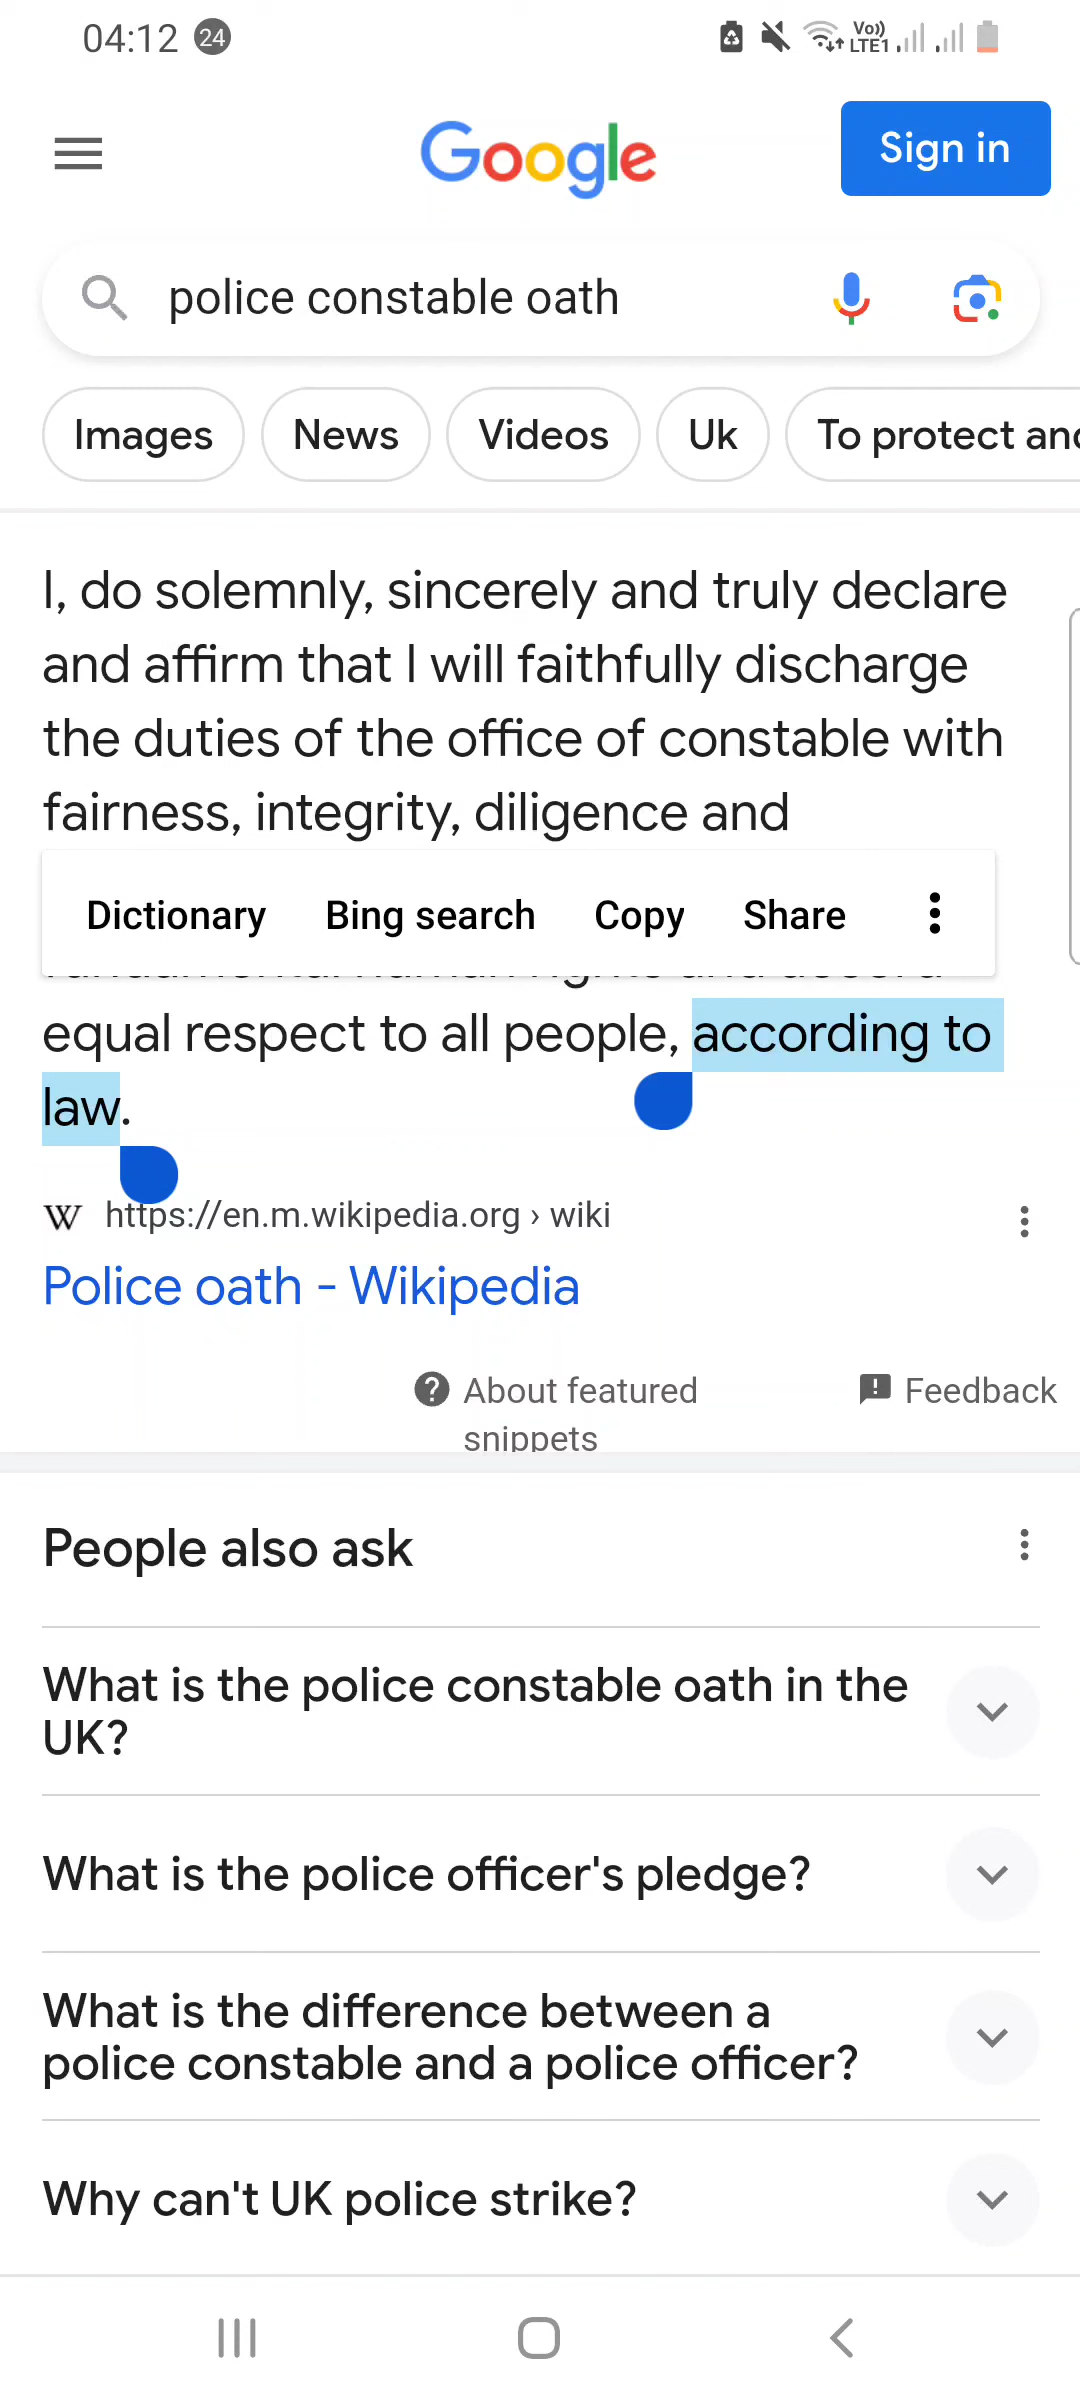 04:12 24 Vo)) LTE1
Google
Sign in
police constable oath
Images News Videos Uk To protect and
I, do solemnly, sincerely and truly declare
and affirm that I will faithfully discharge
the duties of the office of constable with
fairness, integrity, diligence and
Dictionary Bing search Copy Share
equal respect to all people, according to
law.
W https://en.m.wikipedia.org › wiki
Police oath - Wikipedia
About featured
snippets
Feedback
People also ask
What is the police constable oath in the
UK?
What is the police officer's pledge?
What is the difference between a
police constable and a police officer?
Why can't UK police strike?